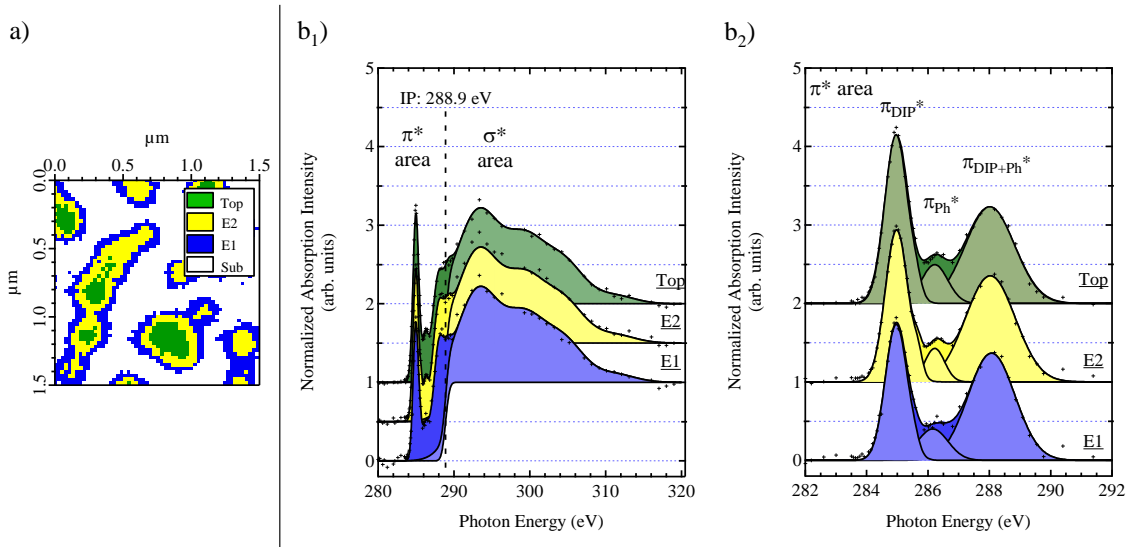 a)
µm
0.0 0.5 1.0 1.5
0.0
0.5
1.0
1.5
µm
Top
E2
E1
Sub
b1)
5
4
3
2
1
0
IP: 288.9 eV
π* area
σ* area
Top
E2
E1
Normalized Absorption Intensity
(arb. units)
280 290 300 310 320
Photon Energy (eV)
b2)
5
4
3
2
1
0
π* area
πDIP*
πPh*
πDIP+Ph*
Top
E2
E1
Normalized Absorption Intensity
(arb. units)
282 284 286 288 290 292
Photon Energy (eV)